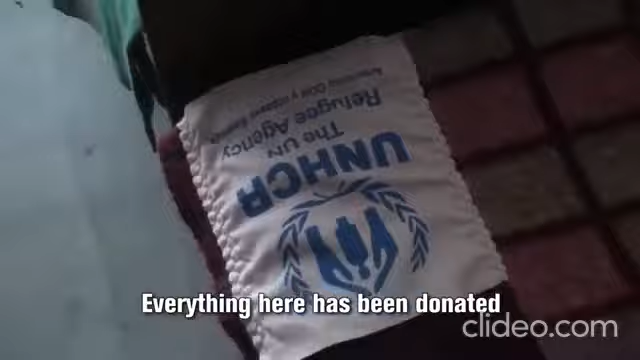 UNHCR
The UN
Refugee Agency
Everything here has been donated
clideo.com